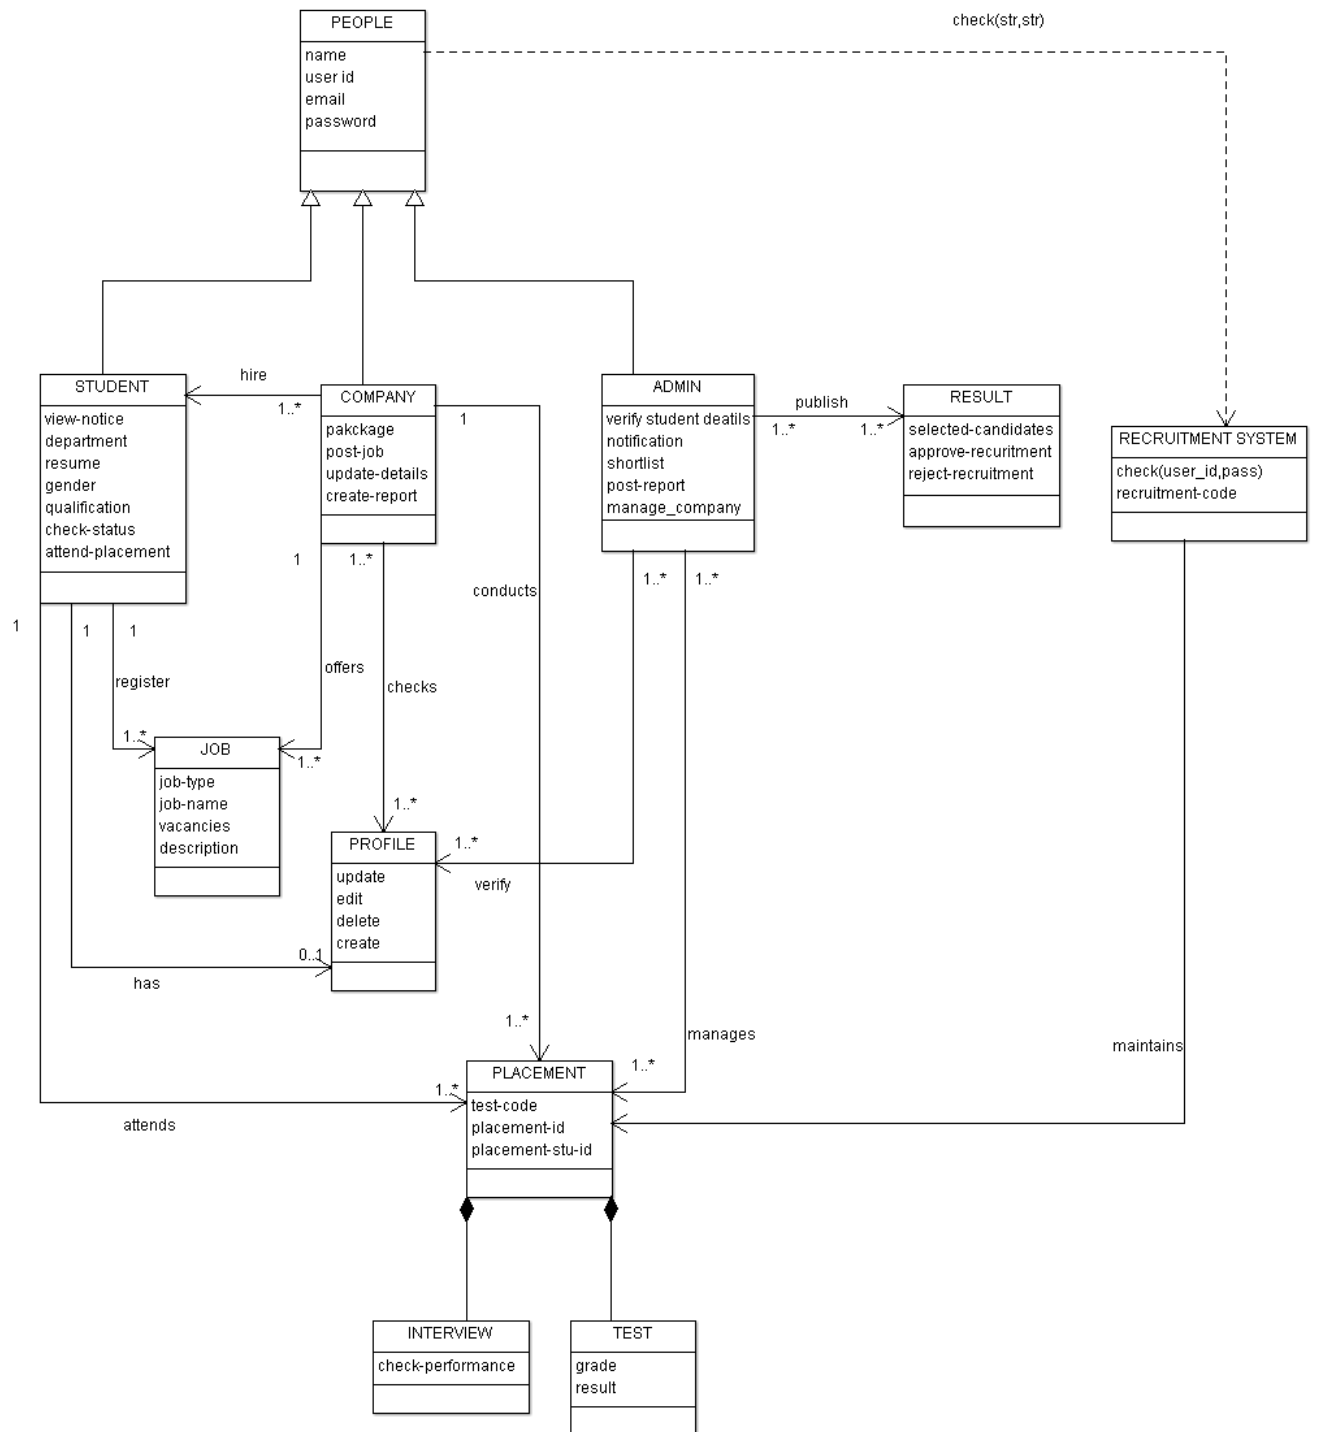 PEOPLE
name
user id
email
password
check(str,str)
STUDENT
view-notice
department
resume
gender
qualification
check-status
attend-placement
hire
1..*
COMPANY
pakckage
post-job
update-details
create-report
1
ADMIN
verify student deatils
notification
shortlist
post-report
manage_company
publish
1..*
1..*
RESULT
selected-candidates
approve-recuritment
reject-recruitment
RECRUITMENT SYSTEM
check(user_id,pass)
recruitment-code
1
1..*
conducts
1..*
1..*
1
1
1
register
offers
checks
1..*
1..*
JOB
job-type
job-name
vacancies
description
1..*
PROFILE
update
edit
delete
create
1..*
verify
0..1
has
1..*
manages
maintains
1..*
1..*
attends
PLACEMENT
test-code
placement-id
placement-stu-id
INTERVIEW
check-performance
TEST
grade
result